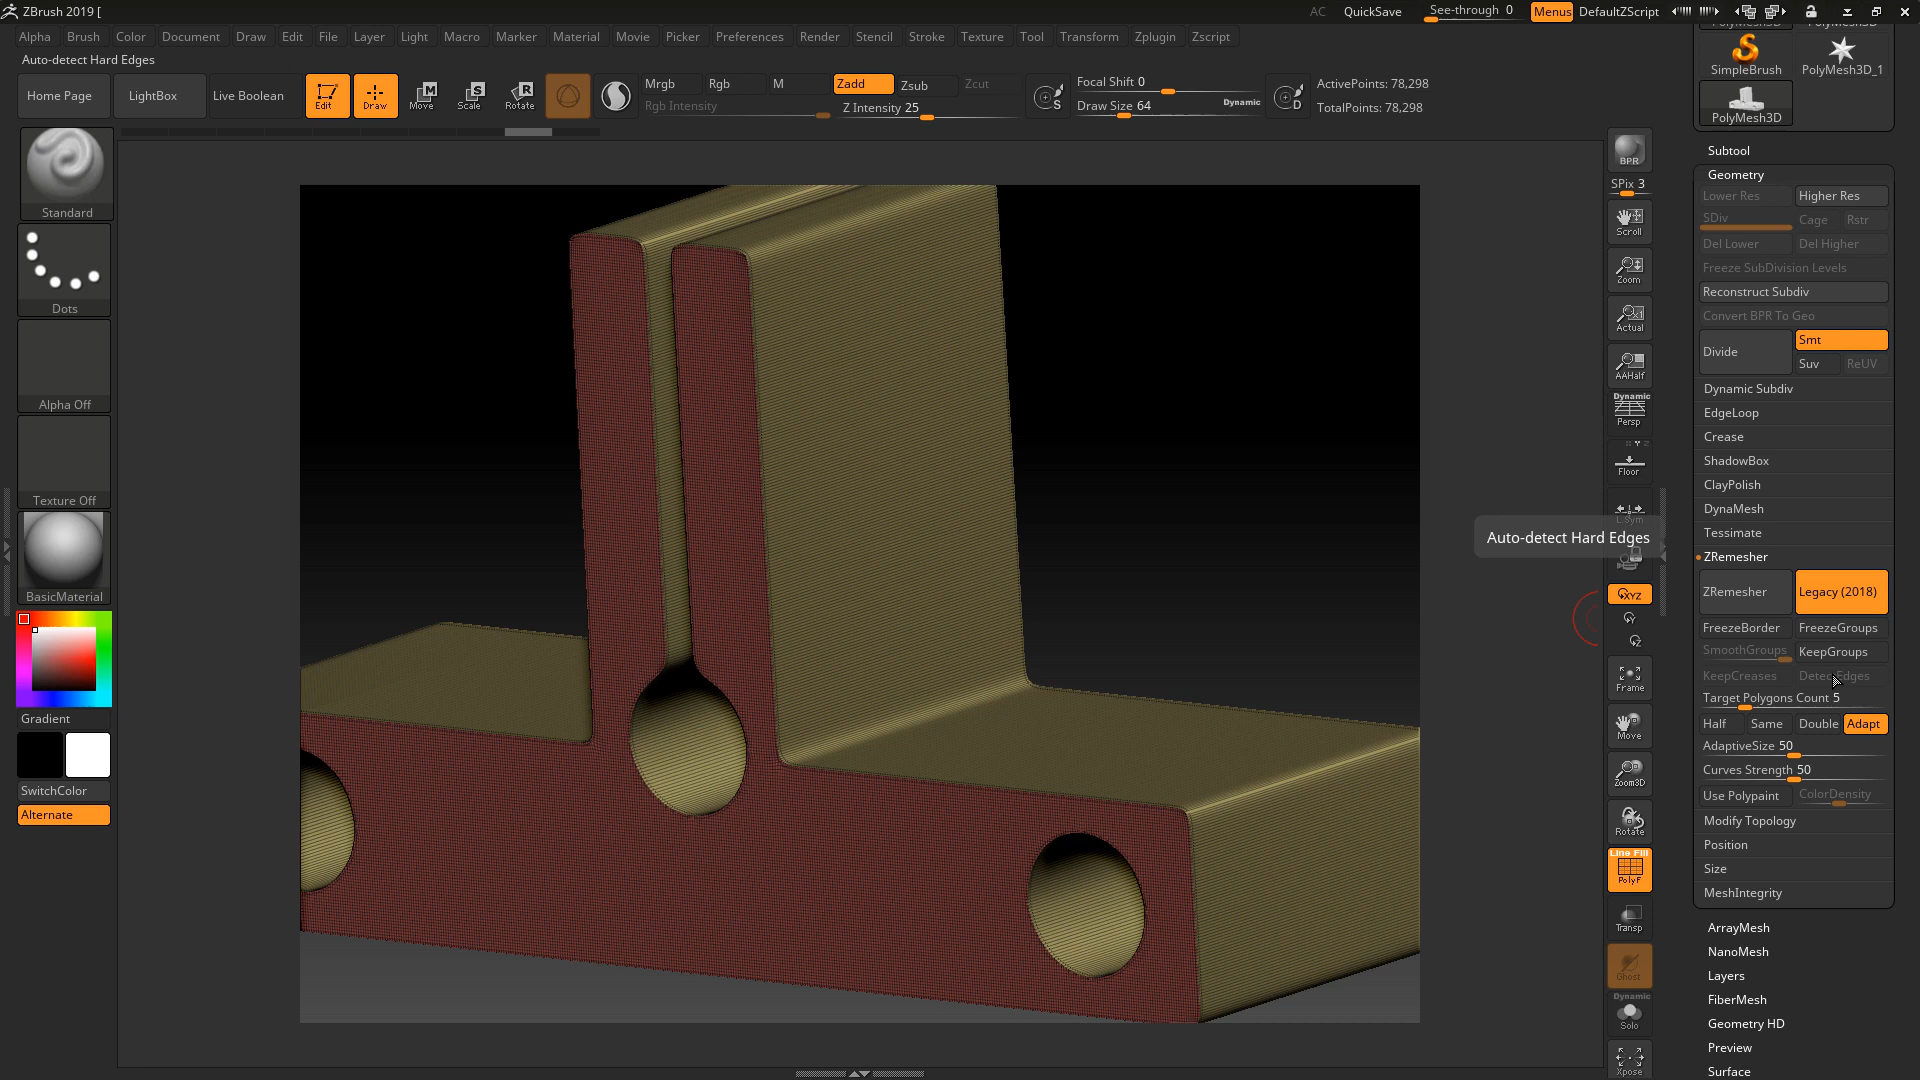 ZBrush 2019 [
AC QuickSave See-through 0 Menus DefaultZScript
Alpha Brush Color Document Draw Edit File Layer Light Macro Marker Material Movie Picker Preferences Render Stencil Stroke Texture Tool Transform Zplugin Zscript
Auto-detect Hard Edges
Home Page LightBox Live Boolean Edit Draw Move Scale Rotate
Mrgb Rgb M Zadd Zsub Zcut
Rgb Intensity Z Intensity 25
S Focal Shift 0
Draw Size 64 Dynamic
D ActivePoints: 78,298
TotalPoints: 78,298
Standard
Dots
Alpha Off
Texture Off
BasicMaterial
Gradient
SwitchColor
Alternate
Auto-detect Hard Edges
BPR
SPix 3
Scroll
Zoom
Actual
AAHalf
Dynamic
Persp
Floor
L.Sym
XYZ
Y
Z
Frame
Move
Zoom3D
Rotate
Line Fill
PolyF
Transp
Ghost
Dynamic
Solo
Xpose
SimpleBrush PolyMesh3D_1
PolyMesh3D
Subtool
Geometry
Lower Res Higher Res
SDiv Cage Rstr
Del Lower Del Higher
Freeze SubDivision Levels
Reconstruct Subdiv
Convert BPR To Geo
Divide Smt
Suv ReUV
Dynamic Subdiv
EdgeLoop
Crease
ShadowBox
ClayPolish
DynaMesh
Tessimate
ZRemesher
ZRemesher Legacy (2018)
FreezeBorder FreezeGroups
SmoothGroups KeepGroups
KeepCreases DetectEdges
Target Polygons Count 5
Half Same Double Adapt
AdaptiveSize 50
Curves Strength 50
Use Polypaint ColorDensity
Modify Topology
Position
Size
MeshIntegrity
ArrayMesh
NanoMesh
Layers
FiberMesh
Geometry HD
Preview
Surface